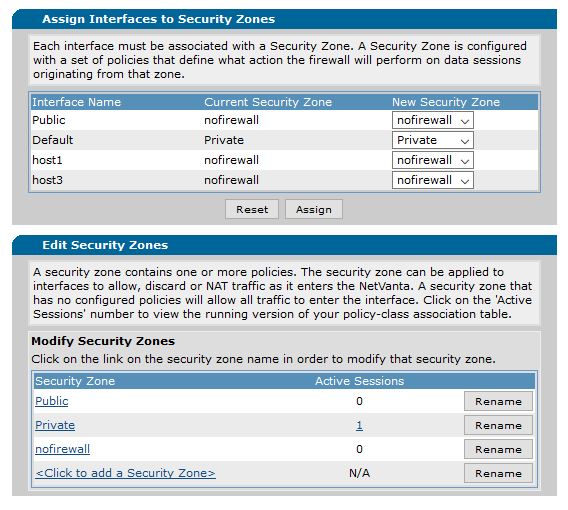 Assign Interfaces to Security Zones
Each interface must be associated with a Security Zone. A Security Zone is configured
with a set of policies that define what action the firewall will perform on data sessions
originating from that zone.
Interface Name Current Security Zone New Security Zone
Public nofirewall nofirewall
Default Private Private
host1 nofirewall nofirewall
host3 nofirewall nofirewall
Reset Assign
Edit Security Zones
A security zone contains one or more policies. The security zone can be applied to
interfaces to allow, discard or NAT traffic as it enters the NetVanta. A security zone that
has no configured policies will allow all traffic to enter the interface. Click on the 'Active
Sessions' number to view the running version of your policy-class association table.
Modify Security Zones
Click on the link on the security zone name in order to modify that security zone.
Security Zone Active Sessions
Public 0 Rename
Private 1 Rename
nofirewall 0 Rename
<Click to add a Security Zone> N/A Rename